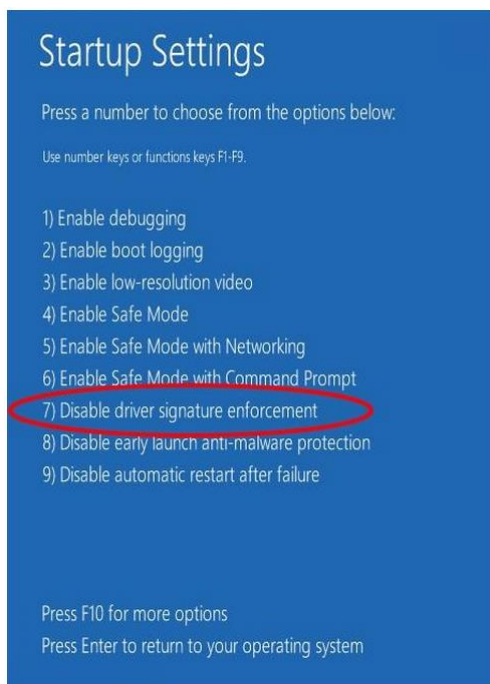 Startup Settings
Press a number to choose from the options below:
Use number keys or functions keys F1-F9.
1) Enable debugging
2) Enable boot logging
3) Enable low-resolution video
4) Enable Safe Mode
5) Enable Safe Mode with Networking
6) Enable Safe Mode with Command Prompt
7) Disable driver signature enforcement
8) Disable early launch anti-malware protection
9) Disable automatic restart after failure
Press F10 for more options
Press Enter to return to your operating system